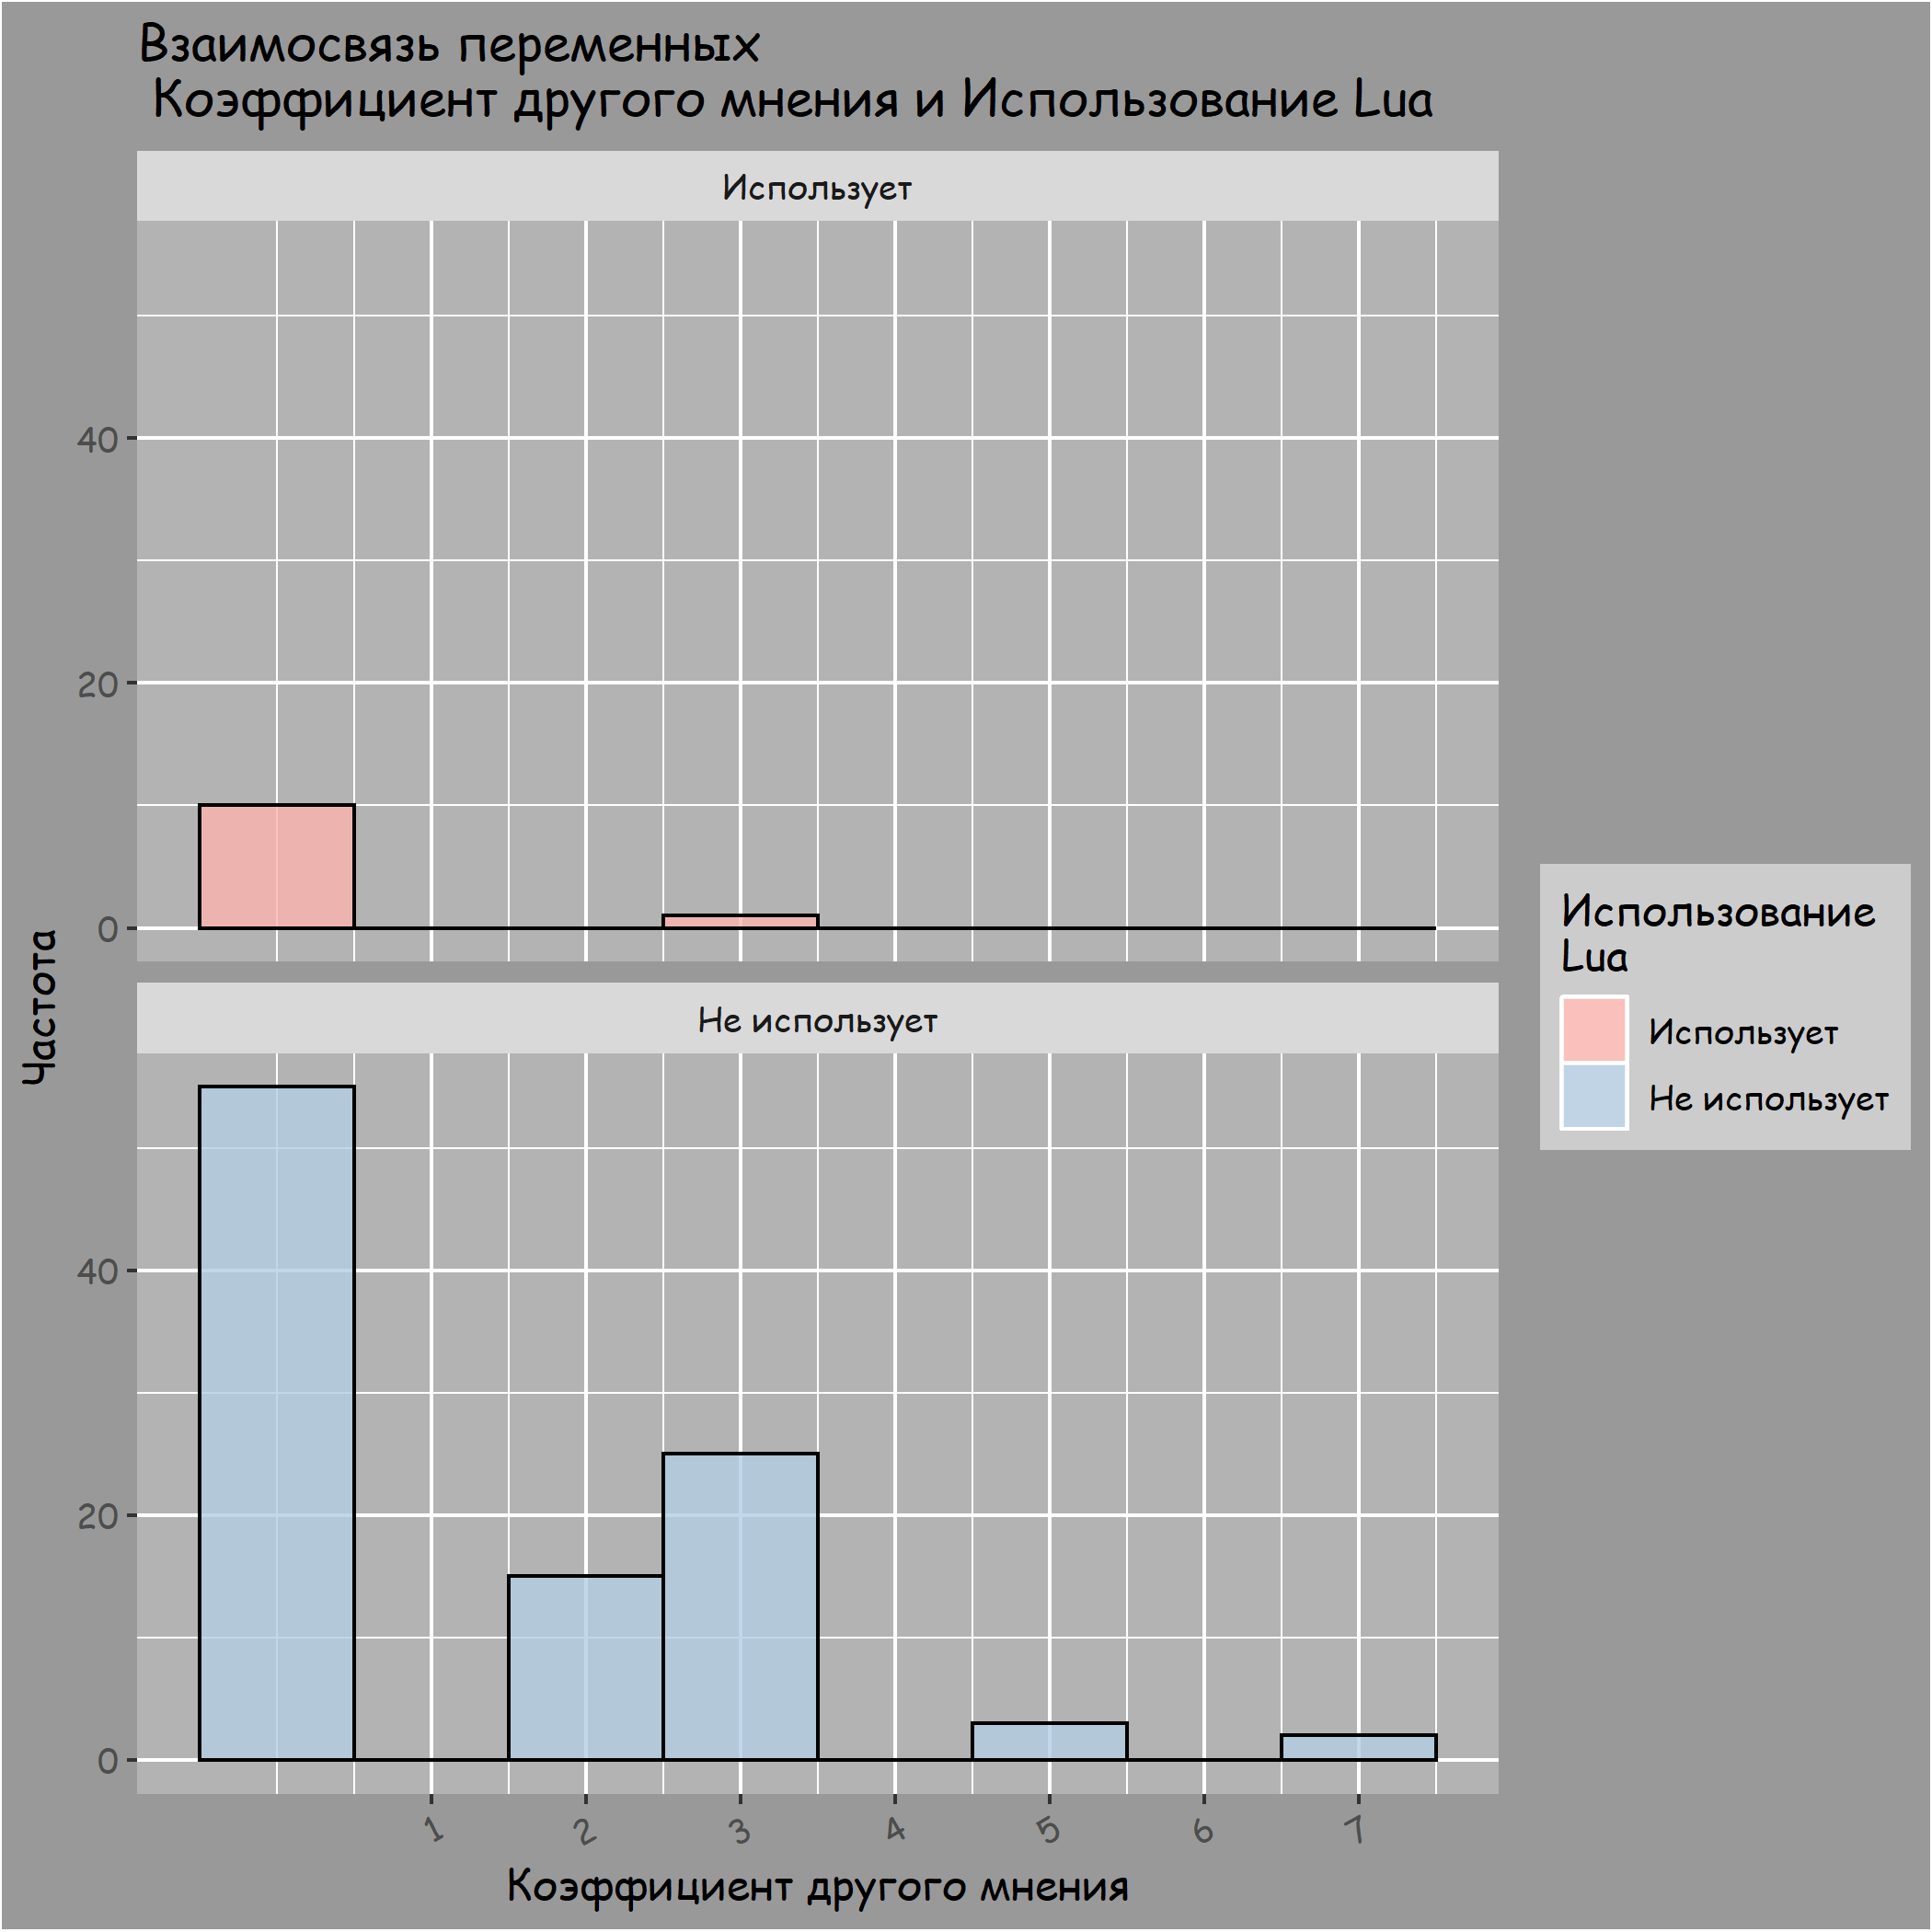 Взаимосвязь переменных
Коэффициент другого мнения и Использование Lua
Использует
40
20
0
Частота
Не использует
40
20
0
1 2 3 4 5 6 7
Коэффициент другого мнения
Использование
Lua
Использует
Не использует